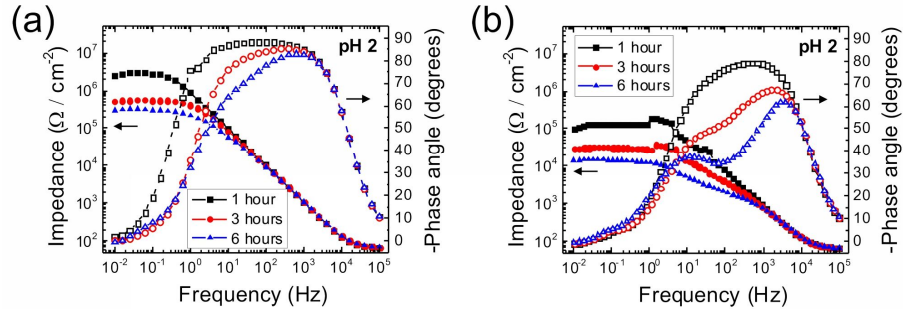 (a)
pH 2
Impedance (Ω / cm⁻²)
10⁷
10⁶
10⁵
10⁴
10³
10²
1 hour
3 hours
6 hours
90
80
70
60
50
40
30
20
10
0
-Phase angle (degrees)
10⁻² 10⁻¹ 10⁰ 10¹ 10² 10³ 10⁴ 10⁵
Frequency (Hz)
(b)
pH 2
Impedance (Ω / cm⁻²)
10⁷
10⁶
10⁵
10⁴
10³
10²
1 hour
3 hours
6 hours
90
80
70
60
50
40
30
20
10
0
-Phase angle (degrees)
10⁻² 10⁻¹ 10⁰ 10¹ 10² 10³ 10⁴ 10⁵
Frequency (Hz)